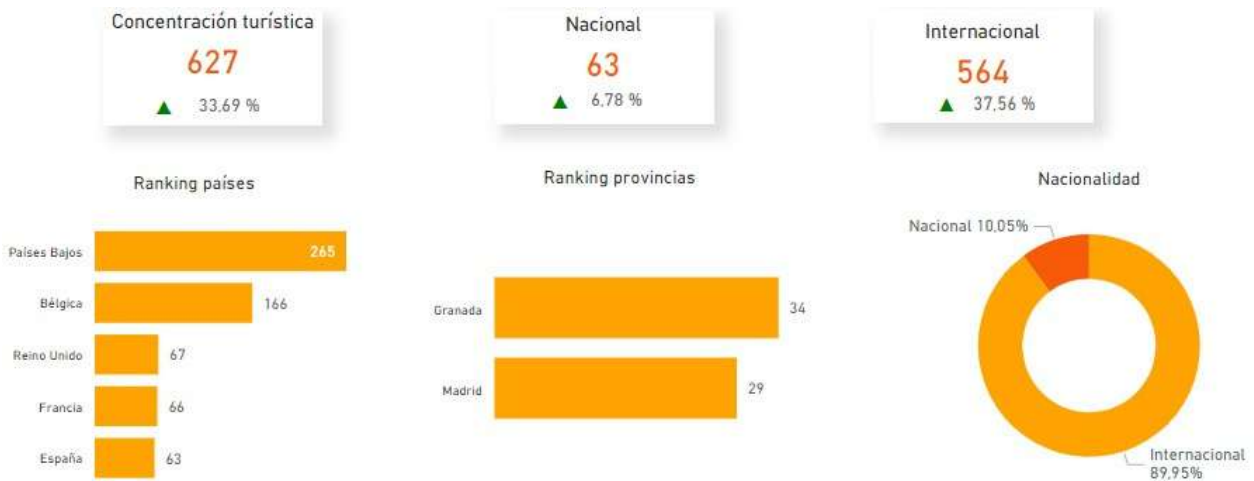 Concentración turística
627
▲ 33,69 %
Nacional
63
▲ 6,78 %
Internacional
564
▲ 37,56 %
Ranking países
Países Bajos 265
Bélgica 166
Reino Unido 67
Francia 66
España 63
Ranking provincias
Granada 34
Madrid 29
Nacionalidad
Nacional 10,05%
Internacional
89,95%